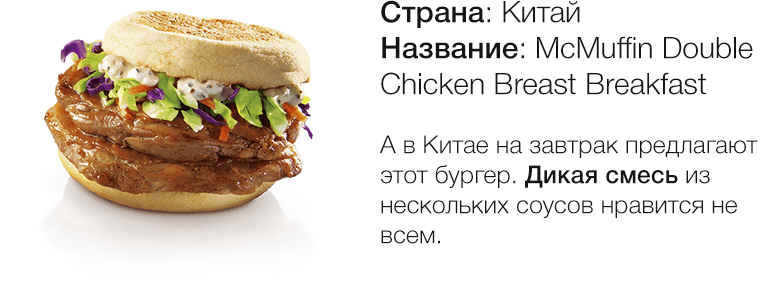 Страна: Китай
Название: McMuffin Double
Chicken Breast Breakfast
А в Китае на завтрак предлагают
этот бургер. Дикая смесь из
нескольких соусов нравится не
всем.